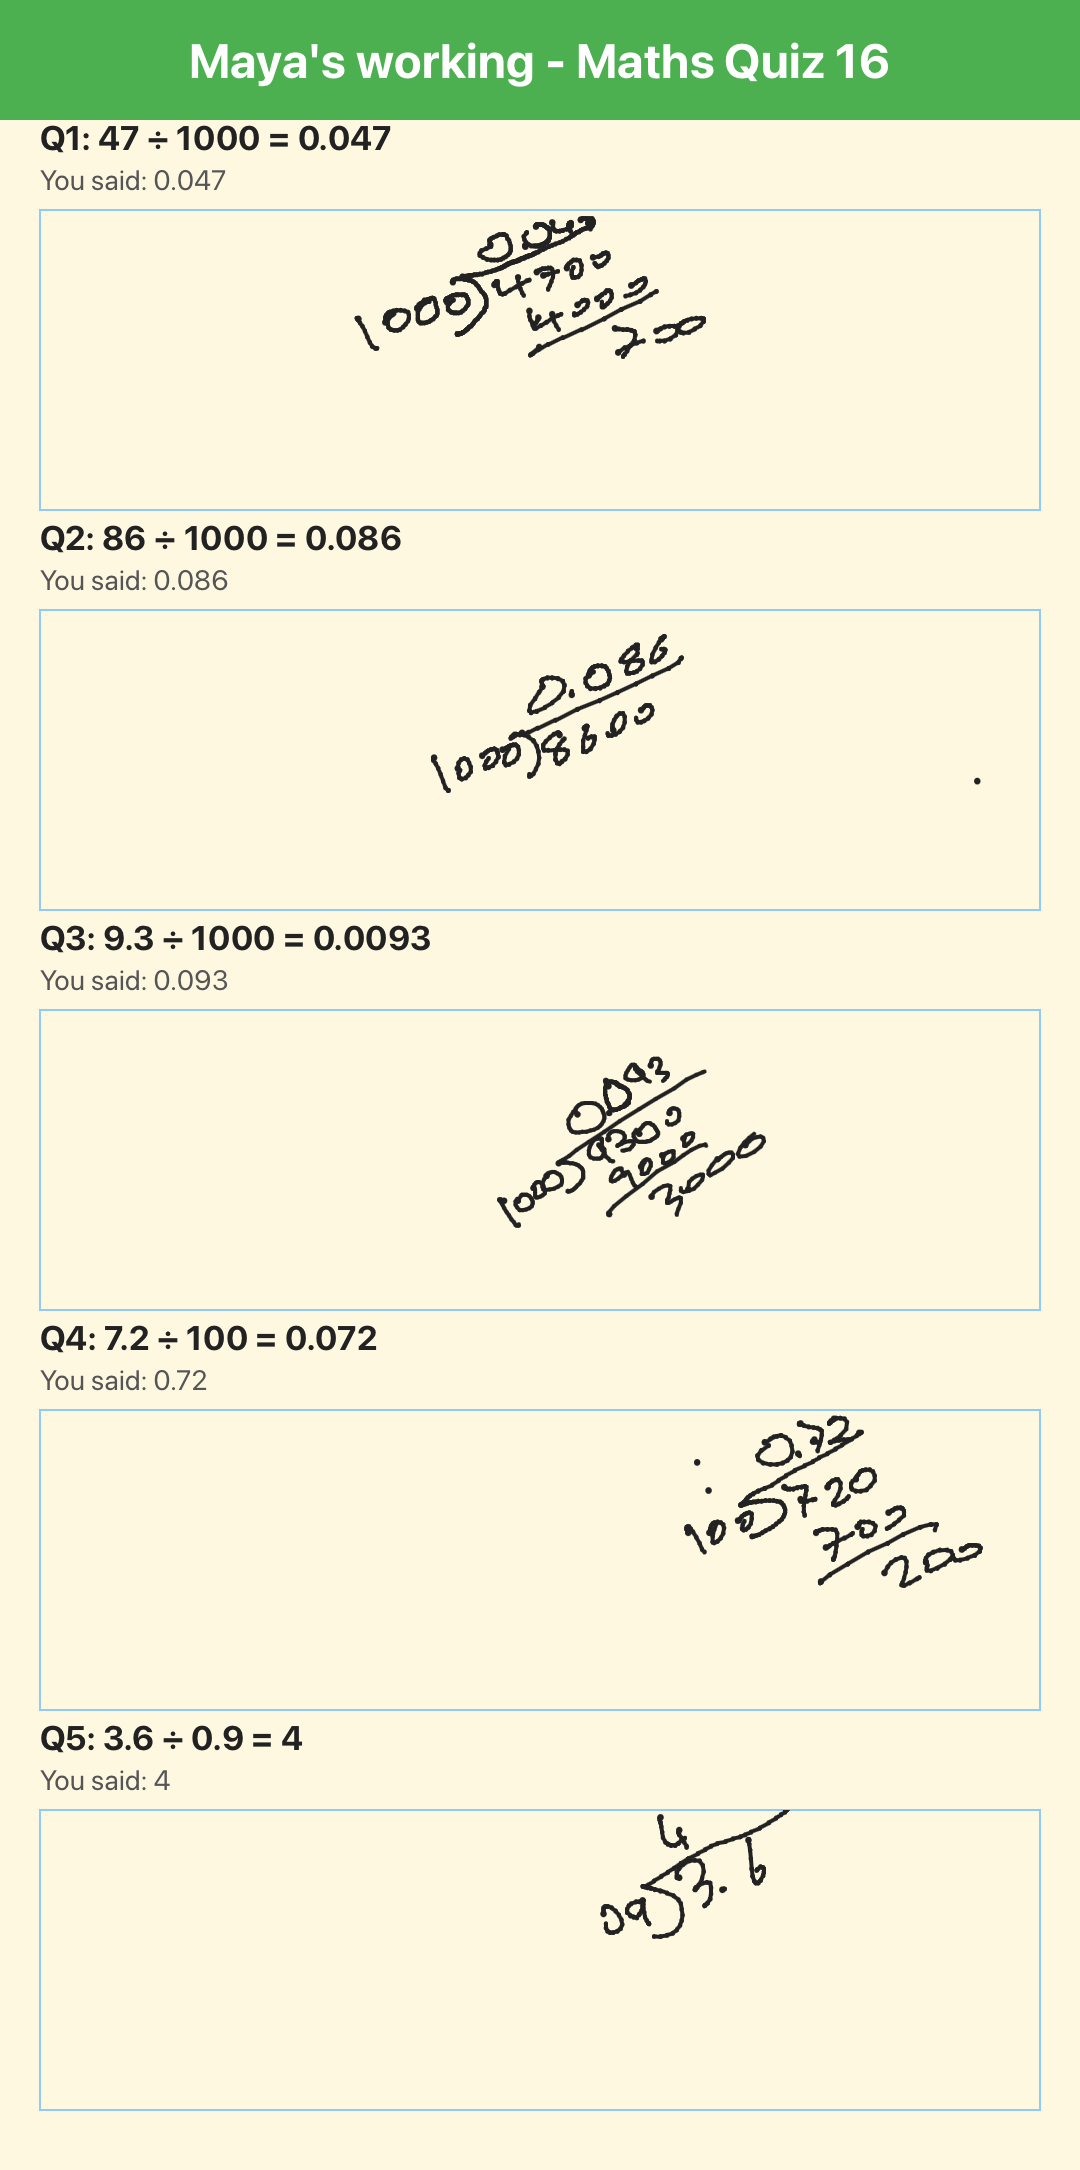 Maya's working - Maths Quiz 16
Q1: 47 ÷ 1000 = 0.047
You said: 0.047
0.047
1000)4700
4000
700
Q2: 86 ÷ 1000 = 0.086
You said: 0.086
0.086
1000)8600
Q3: 9.3 ÷ 1000 = 0.0093
You said: 0.093
0.093
1000)9300
9000
3000
Q4: 7.2 ÷ 100 = 0.072
You said: 0.72
0.72
100)720
700
200
Q5: 3.6 ÷ 0.9 = 4
You said: 4
4
09)3.6